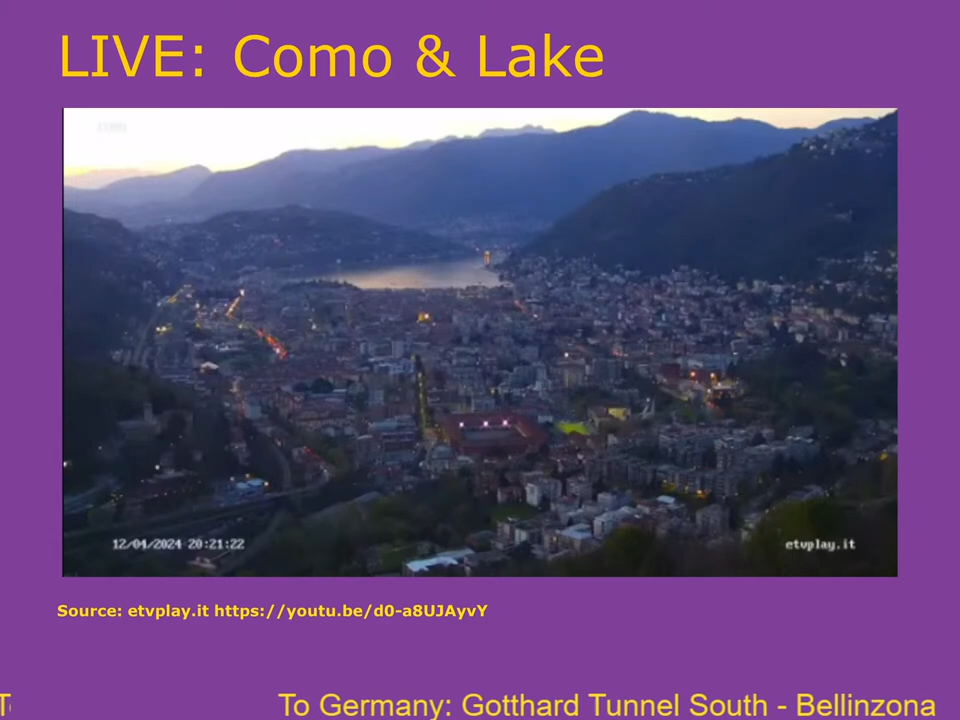 LIVE: Como & Lake
12/04/2024 20:21:22
etvplay.it
Source: etvplay.it https://youtu.be/d0-a8UJAyvY
To Germany: Gotthard Tunnel South - Bellinzona